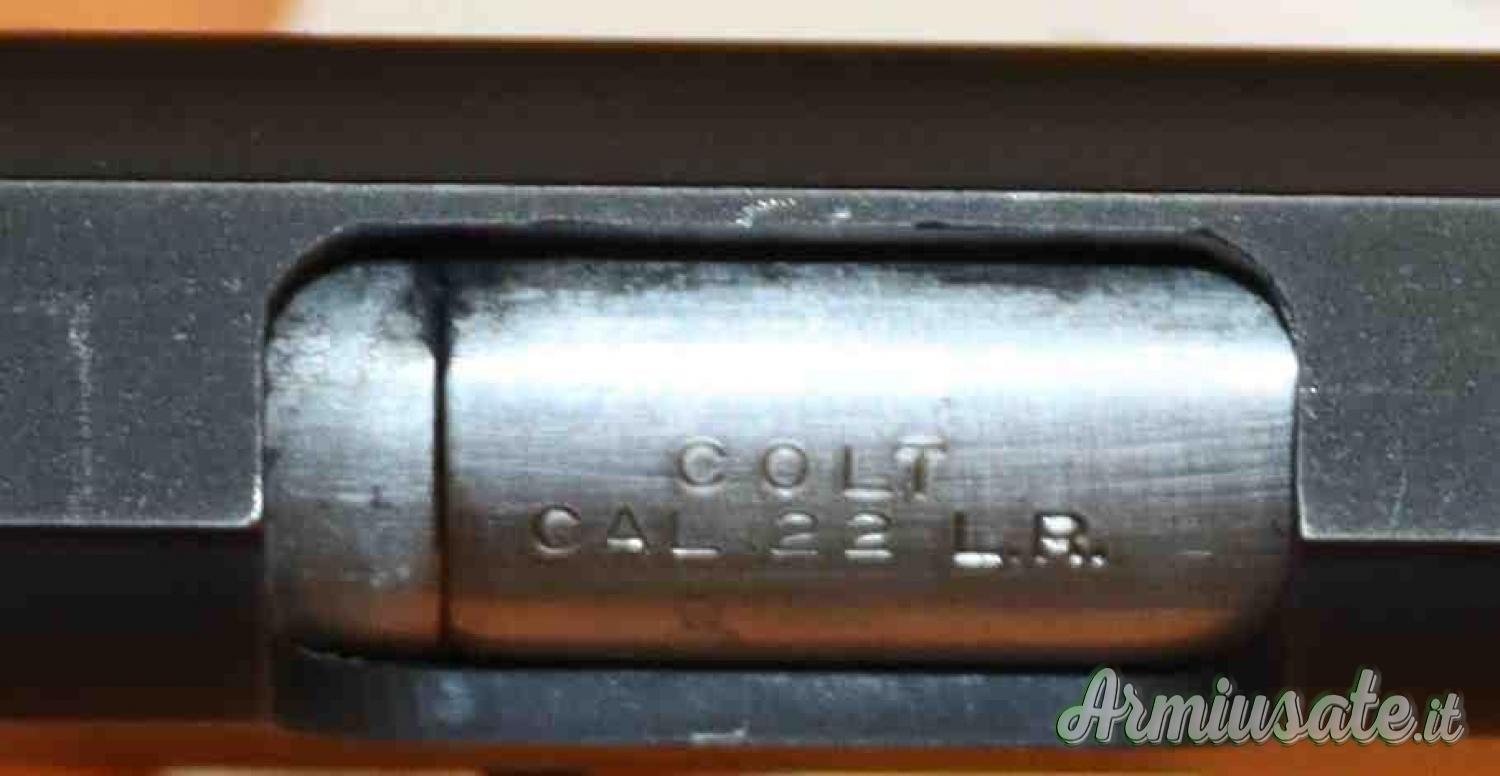 COLT
CAL .22 L.R.
Armiusate.it